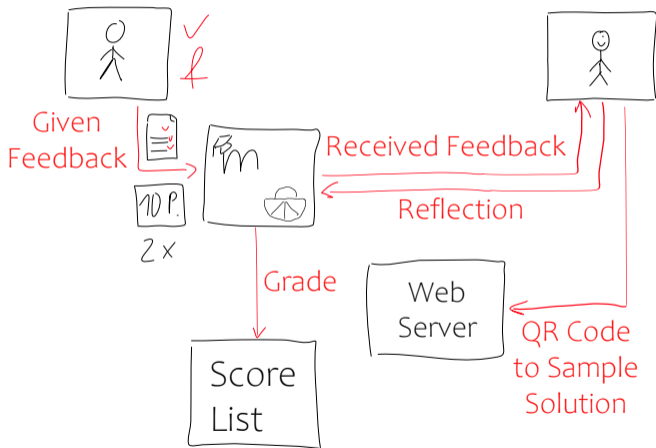 Given
Feedback
10 P.
2x
m
Received Feedback
Reflection
Grade
Web
Server
QR Code
to Sample
Solution
Score
List